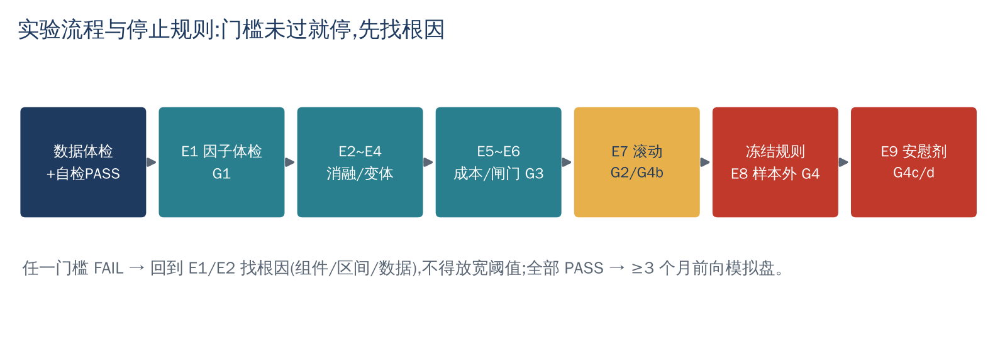 实验流程与停止规则:门槛未过就停,先找根因
数据体检
+自检PASS
E1 因子体检
G1
E2~E4
消融/变体
E5~E6
成本/闸门 G3
E7 滚动
G2/G4b
冻结规则
E8 样本外 G4
E9 安慰剂
G4c/d
任一门槛 FAIL → 回到 E1/E2 找根因(组件/区间/数据),不得放宽阈值;全部 PASS → ≥3 个月前向模拟盘。